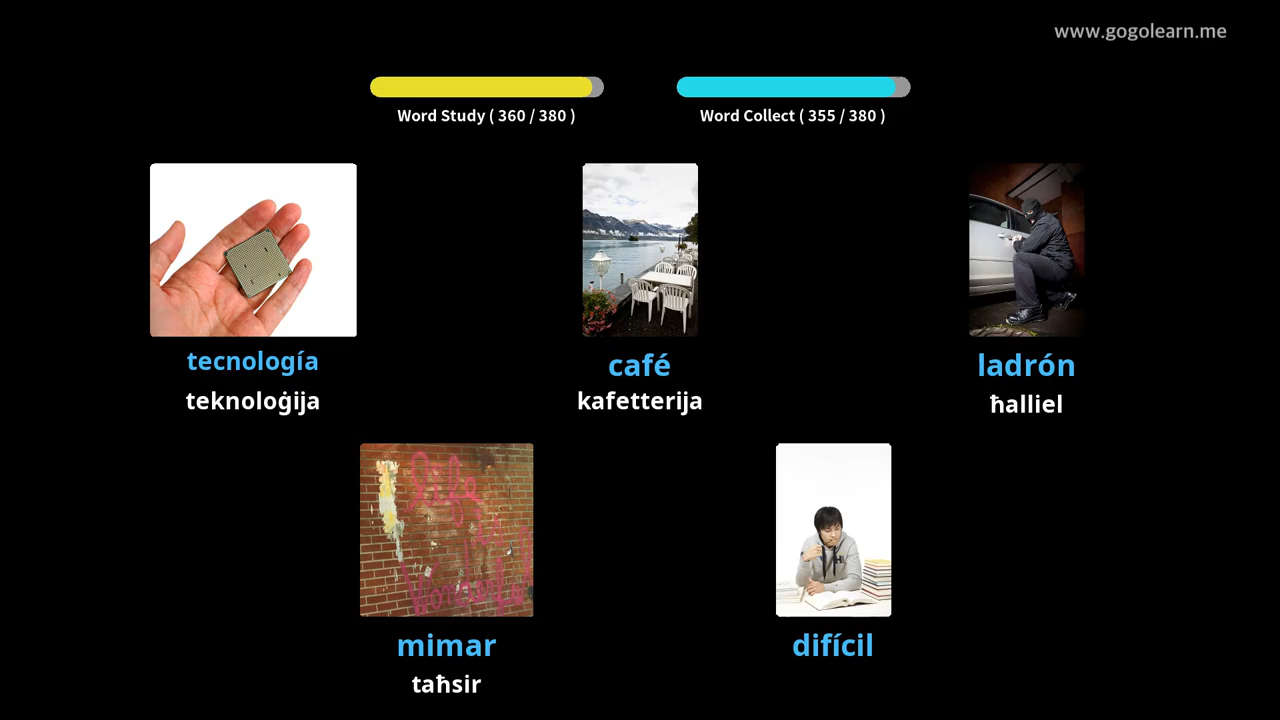 www.gogolearn.me
Word Study ( 360 / 380 )
Word Collect ( 355 / 380 )
tecnología
teknoloġija
café
kafetterija
ladrón
ħalliel
life
mimar
taħsir
difícil